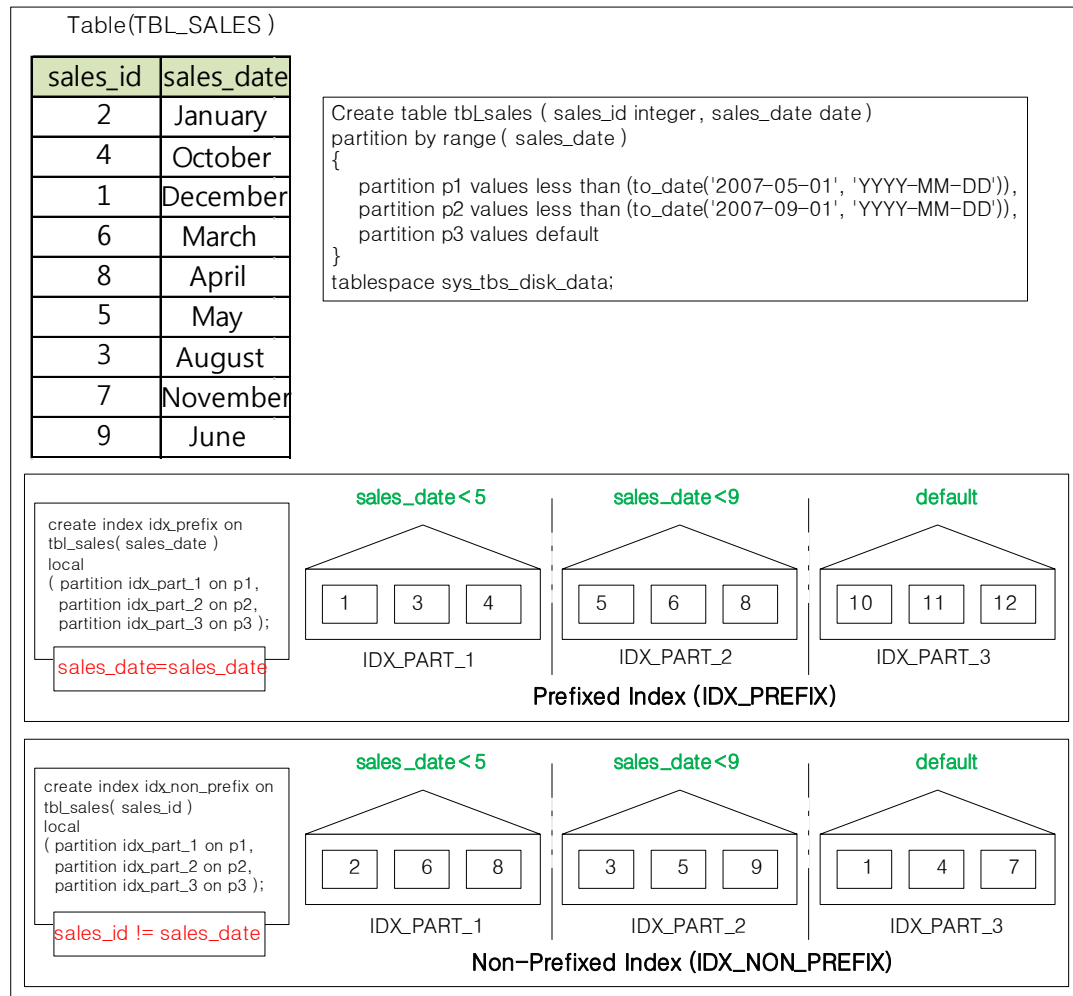 Table(TBL_SALES )
sales_id sales_date
2 January
4 October
1 December
6 March
8 April
5 May
3 August
7 November
9 June
Create table tbl_sales ( sales_id integer, sales_date date )
partition by range ( sales_date )
{
partition p1 values less than (to_date('2007-05-01', 'YYYY-MM-DD')),
partition p2 values less than (to_date('2007-09-01', 'YYYY-MM-DD')),
partition p3 values default
}
tablespace sys_tbs_disk_data;
create index idx_prefix on
tbl_sales( sales_date )
local
( partition idx_part_1 on p1,
partition idx_part_2 on p2,
partition idx_part_3 on p3 );
sales_date=sales_date
sales_date<5 sales_date<9 default
1 3 4 5 6 8 10 11 12
IDX_PART_1 IDX_PART_2 IDX_PART_3
Prefixed Index (IDX_PREFIX)
create index idx_non_prefix on
tbl_sales( sales_id )
local
( partition idx_part_1 on p1,
partition idx_part_2 on p2,
partition idx_part_3 on p3 );
sales_id != sales_date
sales_date<5 sales_date<9 default
2 6 8 3 5 9 1 4 7
IDX_PART_1 IDX_PART_2 IDX_PART_3
Non-Prefixed Index (IDX_NON_PREFIX)